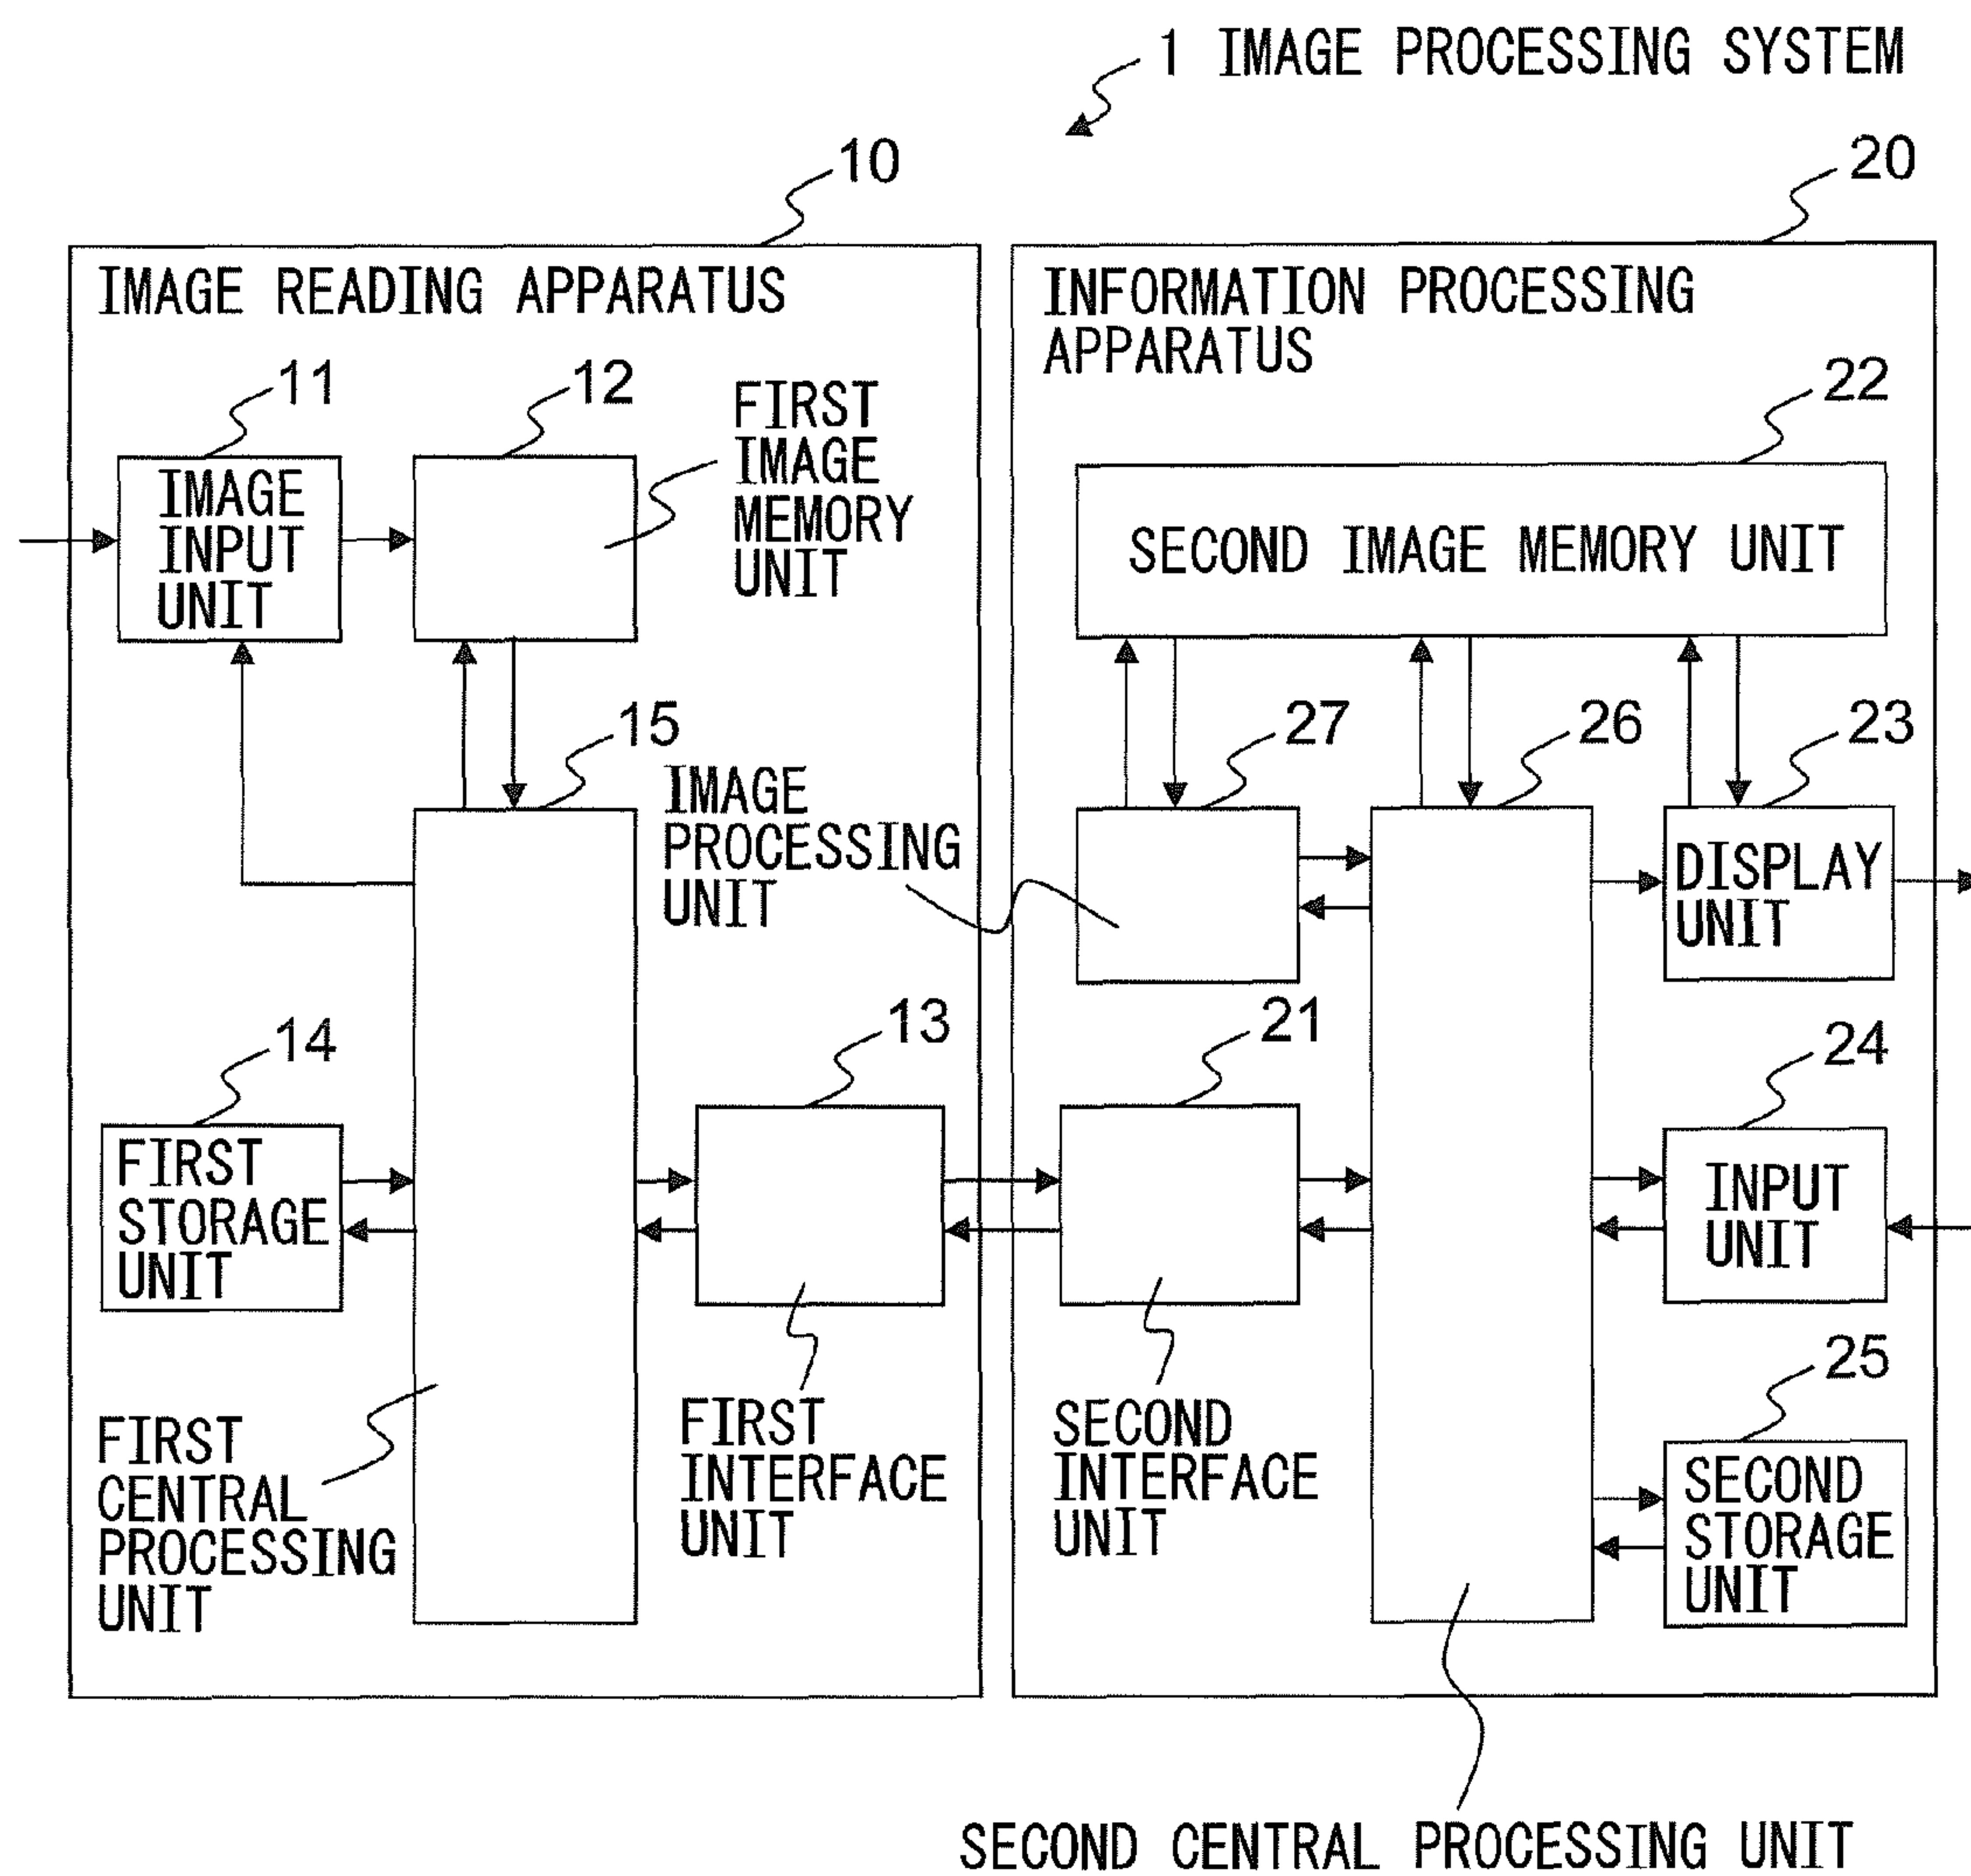 1 IMAGE PROCESSING SYSTEM
10
20
IMAGE READING APPARATUS
INFORMATION PROCESSING
APPARATUS
11
12
FIRST
IMAGE
MEMORY
UNIT
22
IMAGE
INPUT
UNIT
SECOND IMAGE MEMORY UNIT
15
IMAGE
PROCESSING
UNIT
27
26
23
DISPLAY
UNIT
14
13
21
24
FIRST
STORAGE
UNIT
INPUT
UNIT
25
FIRST
CENTRAL
PROCESSING
UNIT
FIRST
INTERFACE
UNIT
SECOND
INTERFACE
UNIT
SECOND
STORAGE
UNIT
SECOND CENTRAL PROCESSING UNIT